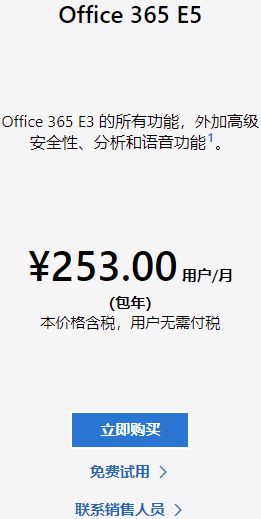 Office 365 E5
Office 365 E3 的所有功能，外加高级
安全性、分析和语音功能1。
¥253.00 用户/月
(包年)
本价格含税，用户无需付税
立即购买
免费试用 >
联系销售人员 >